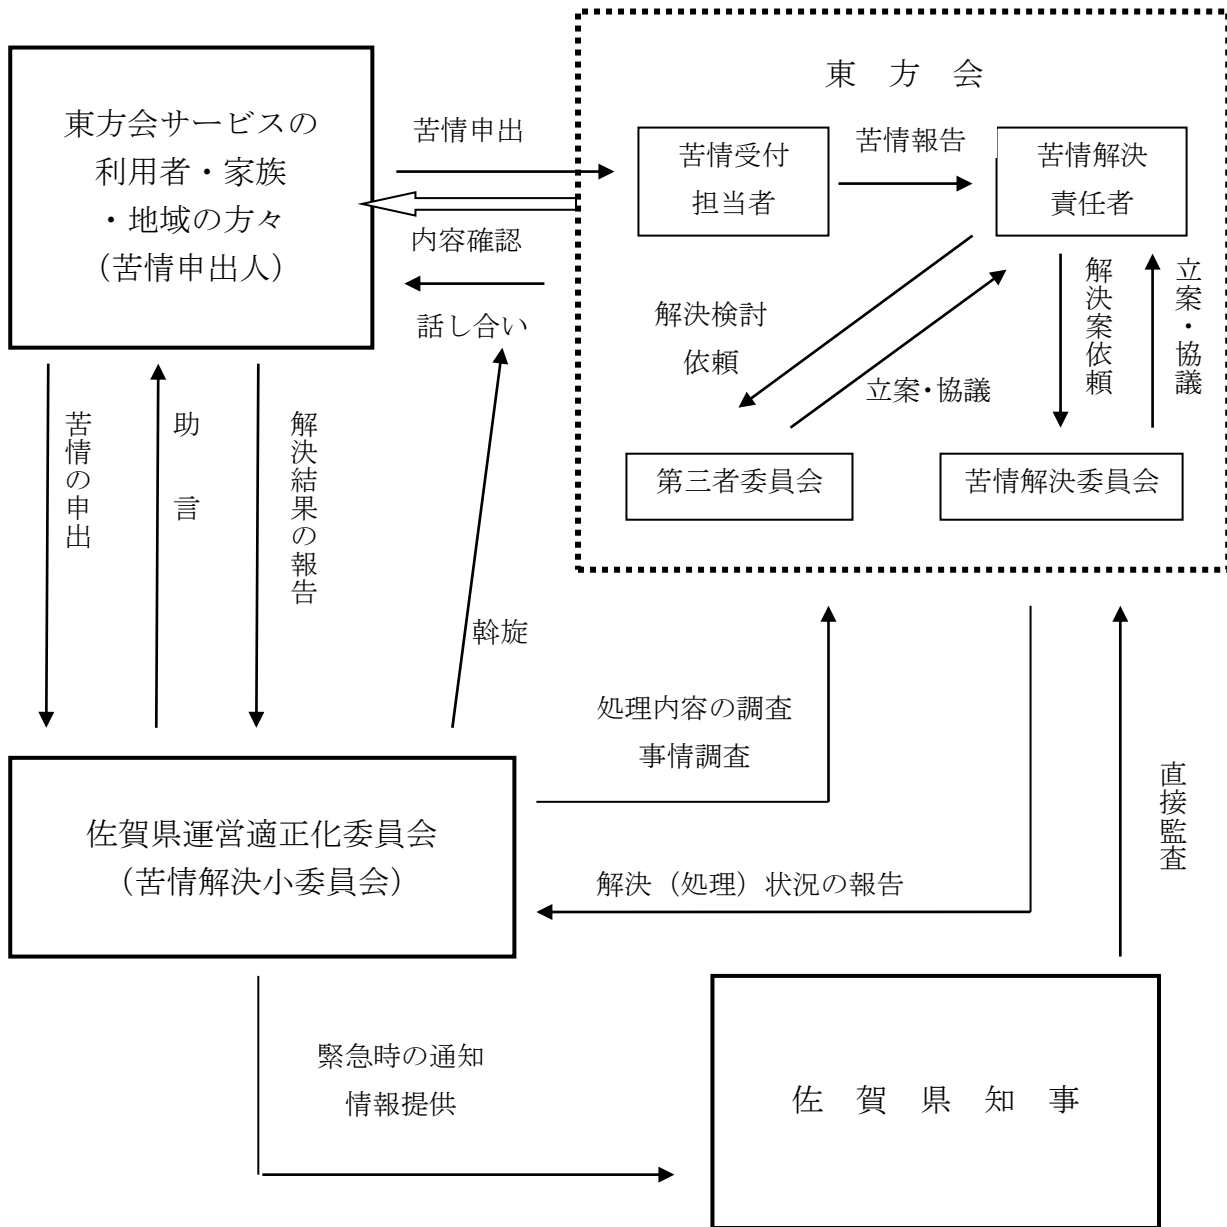 東 方 会
東方会サービスの
利用者・家族
・地域の方々
(苦情申出人)
苦情申出
内容確認
話し合い
苦情受付
担当者
苦情報告
苦情解決
責任者
解決検討
依頼
立案・協議
解決案依頼
立案・協議
第三者委員会
苦情解決委員会
苦情の申出
助言
解決結果の報告
斡旋
処理内容の調査
事情調査
直接監査
佐賀県運営適正化委員会
(苦情解決小委員会)
解決(処理)状況の報告
緊急時の通知
情報提供
佐 賀 県 知 事